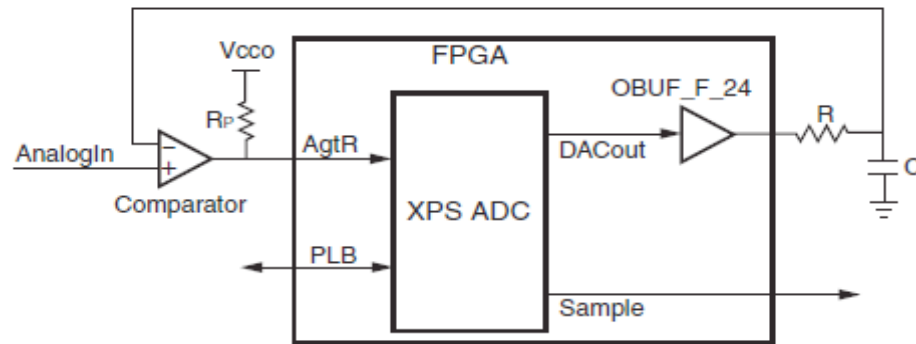 Vcco
FPGA
OBUF_F_24
RP
R
AnalogIn
−
+
AgtR
DACout
C
Comparator
XPS ADC
PLB
Sample